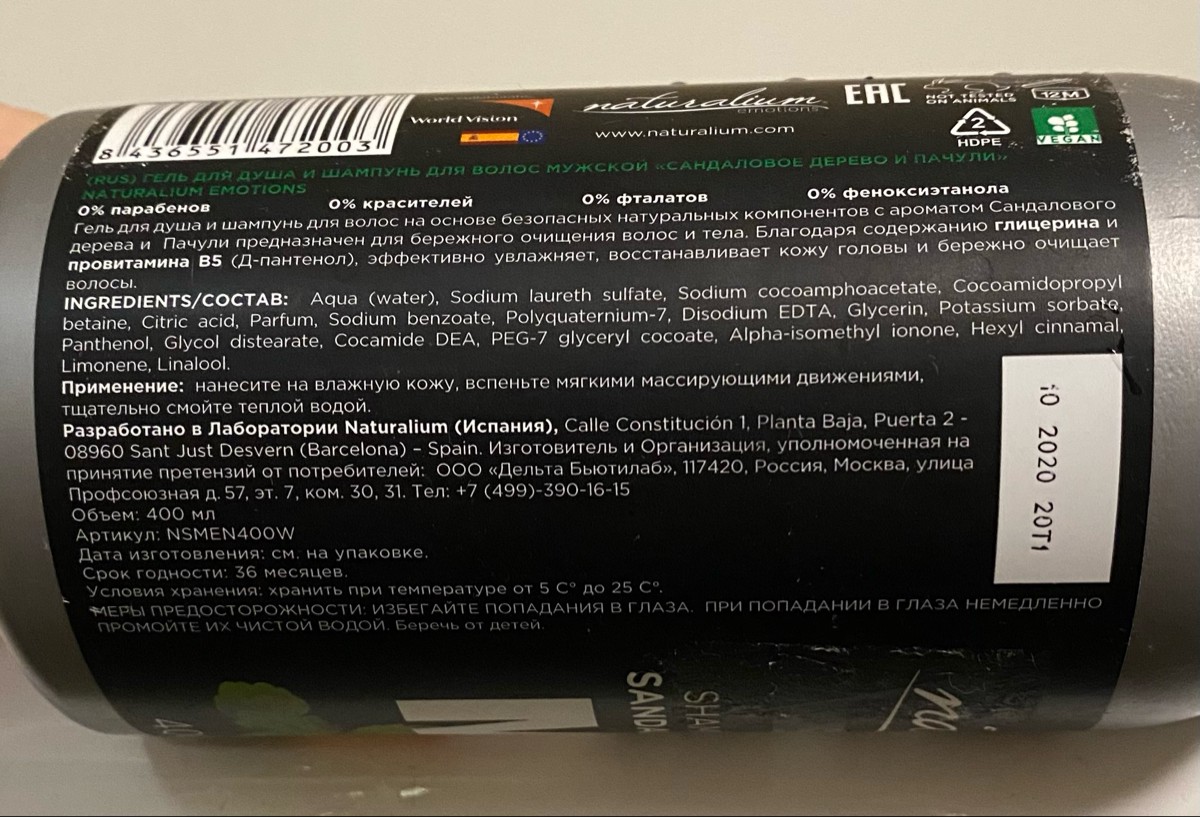 8 436551 472003
World Vision
naturalium
emotions
www.naturalium.com
EAC
NOT TESTED
ON ANIMALS
12M
2
HDPE
VEGAN
(RUS) ГЕЛЬ ДЛЯ ДУША И ШАМПУНЬ ДЛЯ ВОЛОС МУЖСКОЙ «САНДАЛОВОЕ ДЕРЕВО И ПАЧУЛИ»
NATURALIUM EMOTIONS
0% парабенов 0% красителей 0% фталатов 0% феноксиэтанола
Гель для душа и шампунь для волос на основе безопасных натуральных компонентов с ароматом Сандалового
дерева и Пачули предназначен для бережного очищения волос и тела. Благодаря содержанию глицерина и
провитамина В5 (Д-пантенол), эффективно увлажняет, восстанавливает кожу головы и бережно очищает
волосы.
INGREDIENTS/СОСТАВ: Aqua (water), Sodium laureth sulfate, Sodium cocoamphoacetate, Cocoamidopropyl
betaine, Citric acid, Parfum, Sodium benzoate, Polyquaternium-7, Disodium EDTA, Glycerin, Potassium sorbate,
Panthenol, Glycol distearate, Cocamide DEA, PEG-7 glyceryl cocoate, Alpha-isomethyl ionone, Hexyl cinnamal,
Limonene, Linalool.
Применение: нанесите на влажную кожу, вспеньте мягкими массирующими движениями,
тщательно смойте теплой водой.
Разработано в Лаборатории Naturalium (Испания), Calle Constitución 1, Planta Baja, Puerta 2 -
08960 Sant Just Desvern (Barcelona) – Spain. Изготовитель и Организация, уполномоченная на
принятие претензий от потребителей: ООО «Дельта Бьютилаб», 117420, Россия, Москва, улица
Профсоюзная д. 57, эт. 7, ком. 30, 31. Тел: +7 (499)-390-16-15
Объем: 400 мл
Артикул: NSMEN400W
Дата изготовления: см. на упаковке.
Срок годности: 36 месяцев.
Условия хранения: хранить при температуре от 5 С° до 25 С°.
МЕРЫ ПРЕДОСТОРОЖНОСТИ: ИЗБЕГАЙТЕ ПОПАДАНИЯ В ГЛАЗА. ПРИ ПОПАДАНИИ В ГЛАЗА НЕМЕДЛЕННО
ПРОМОЙТЕ ИХ ЧИСТОЙ ВОДОЙ. Беречь от детей.
10 2020 20T1
na
SHA
SANDA
40